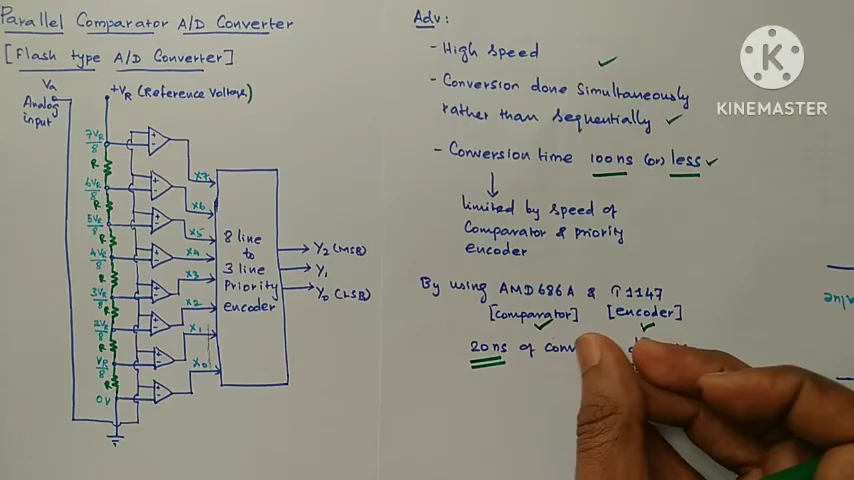 Parallel Comparator A/D Converter
[Flash type A/D Converter]
Va
Analog
input
+VR (Reference Voltage)
7VR/8
R
6VR/8
R
5VR/8
R
4VR/8
R
3VR/8
R
2VR/8
R
VR/8
R
0V
X7
X6
X5
X4
X3
X2
X1
X0
8 line
to
3 line
Priority
encoder
Y2 (MSB)
Y1
Y0 (LSB)
Adv:
- High speed
- Conversion done Simultaneously
rather than sequentially
- Conversion time 100ns (or) less
limited by speed of
Comparator & priority
encoder
By using AMD686A & T1147
[Comparator] [encoder]
20ns of
KINEMASTER